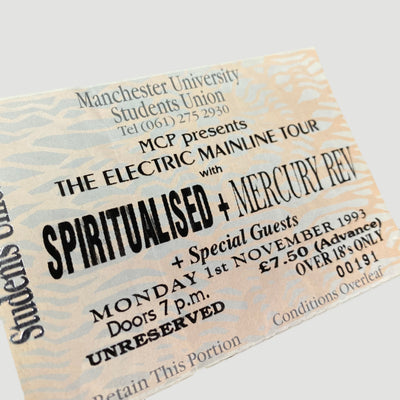 Manchester University
Students Union
Tel (061) 275 2930
MCP presents
THE ELECTRIC MAINLINE TOUR
with
SPIRITUALISED + MERCURY REV
+ Special Guests
MONDAY 1st NOVEMBER 1993
Doors 7 p.m.
£7.50 (Advance)
UNRESERVED
OVER 18's ONLY
00191
Retain This Portion
Conditions Overleaf
Students Union